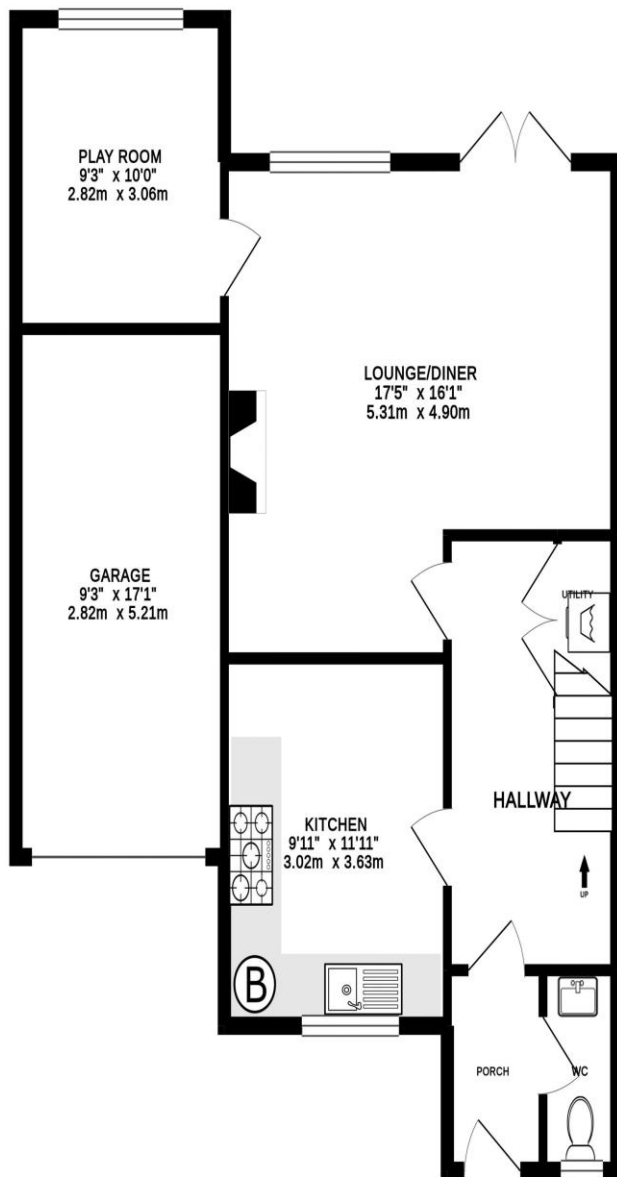 PLAY ROOM
9'3" x 10'0"
2.82m x 3.06m
LOUNGE/DINER
17'5" x 16'1"
5.31m x 4.90m
GARAGE
9'3" x 17'1"
2.82m x 5.21m
UTILITY
HALLWAY
KITCHEN
9'11" x 11'11"
3.02m x 3.63m
UP
B
PORCH
WC